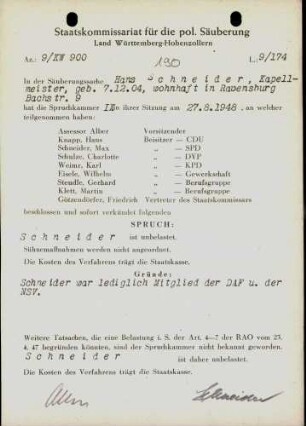 Staatskommissariat für die pol. Säuberung
Land Württemberg-Hohenzollern
Az.: 9/KW 900
130
L.9/174
In der Säuberungssache Hans Schneider, Kapell-
meister, geb. 7.12.04, wohnhaft in Ravensburg
Bachstr. 9
hat die Spruchkammer IX in ihrer Sitzung am 27.8.1948 , an welcher
teilgenommen haben:
Assessor Alber Vorsitzender
Knapp, Hans Beisitzer — CDU
Schneider, Max „ — SPD
Schulze, Charlotte „ — DVP
Weimr, Karl „ — KPD
Eisele, Wilhelm „ — Gewerkschaft
Steudle, Gerhard „ — Berufsgruppe
Klett, Martin „ — Berufsgruppe
Götzendörfer, Friedrich Vertreter des Staatskommissars
beschlossen und sofort verkündet folgenden
SPRUCH:
Schneider ist unbelastet.
Sühnemaßnahmen werden nicht angeordnet.
Die Kosten des Verfahrens trägt die Staatskasse.
Gründe:
Schneider war lediglich Mitglied der DAF u. der
NSV.
Weitere Tatsachen, die eine Belastung i. S. der Art. 4—7 der RAO vom 23.
4. 47 begründen könnten, sind der Spruchkammer nicht bekannt geworden.
Schneider ist daher unbelastet.
Die Kosten des Verfahrens trägt die Staatskasse.
Alber Schneider